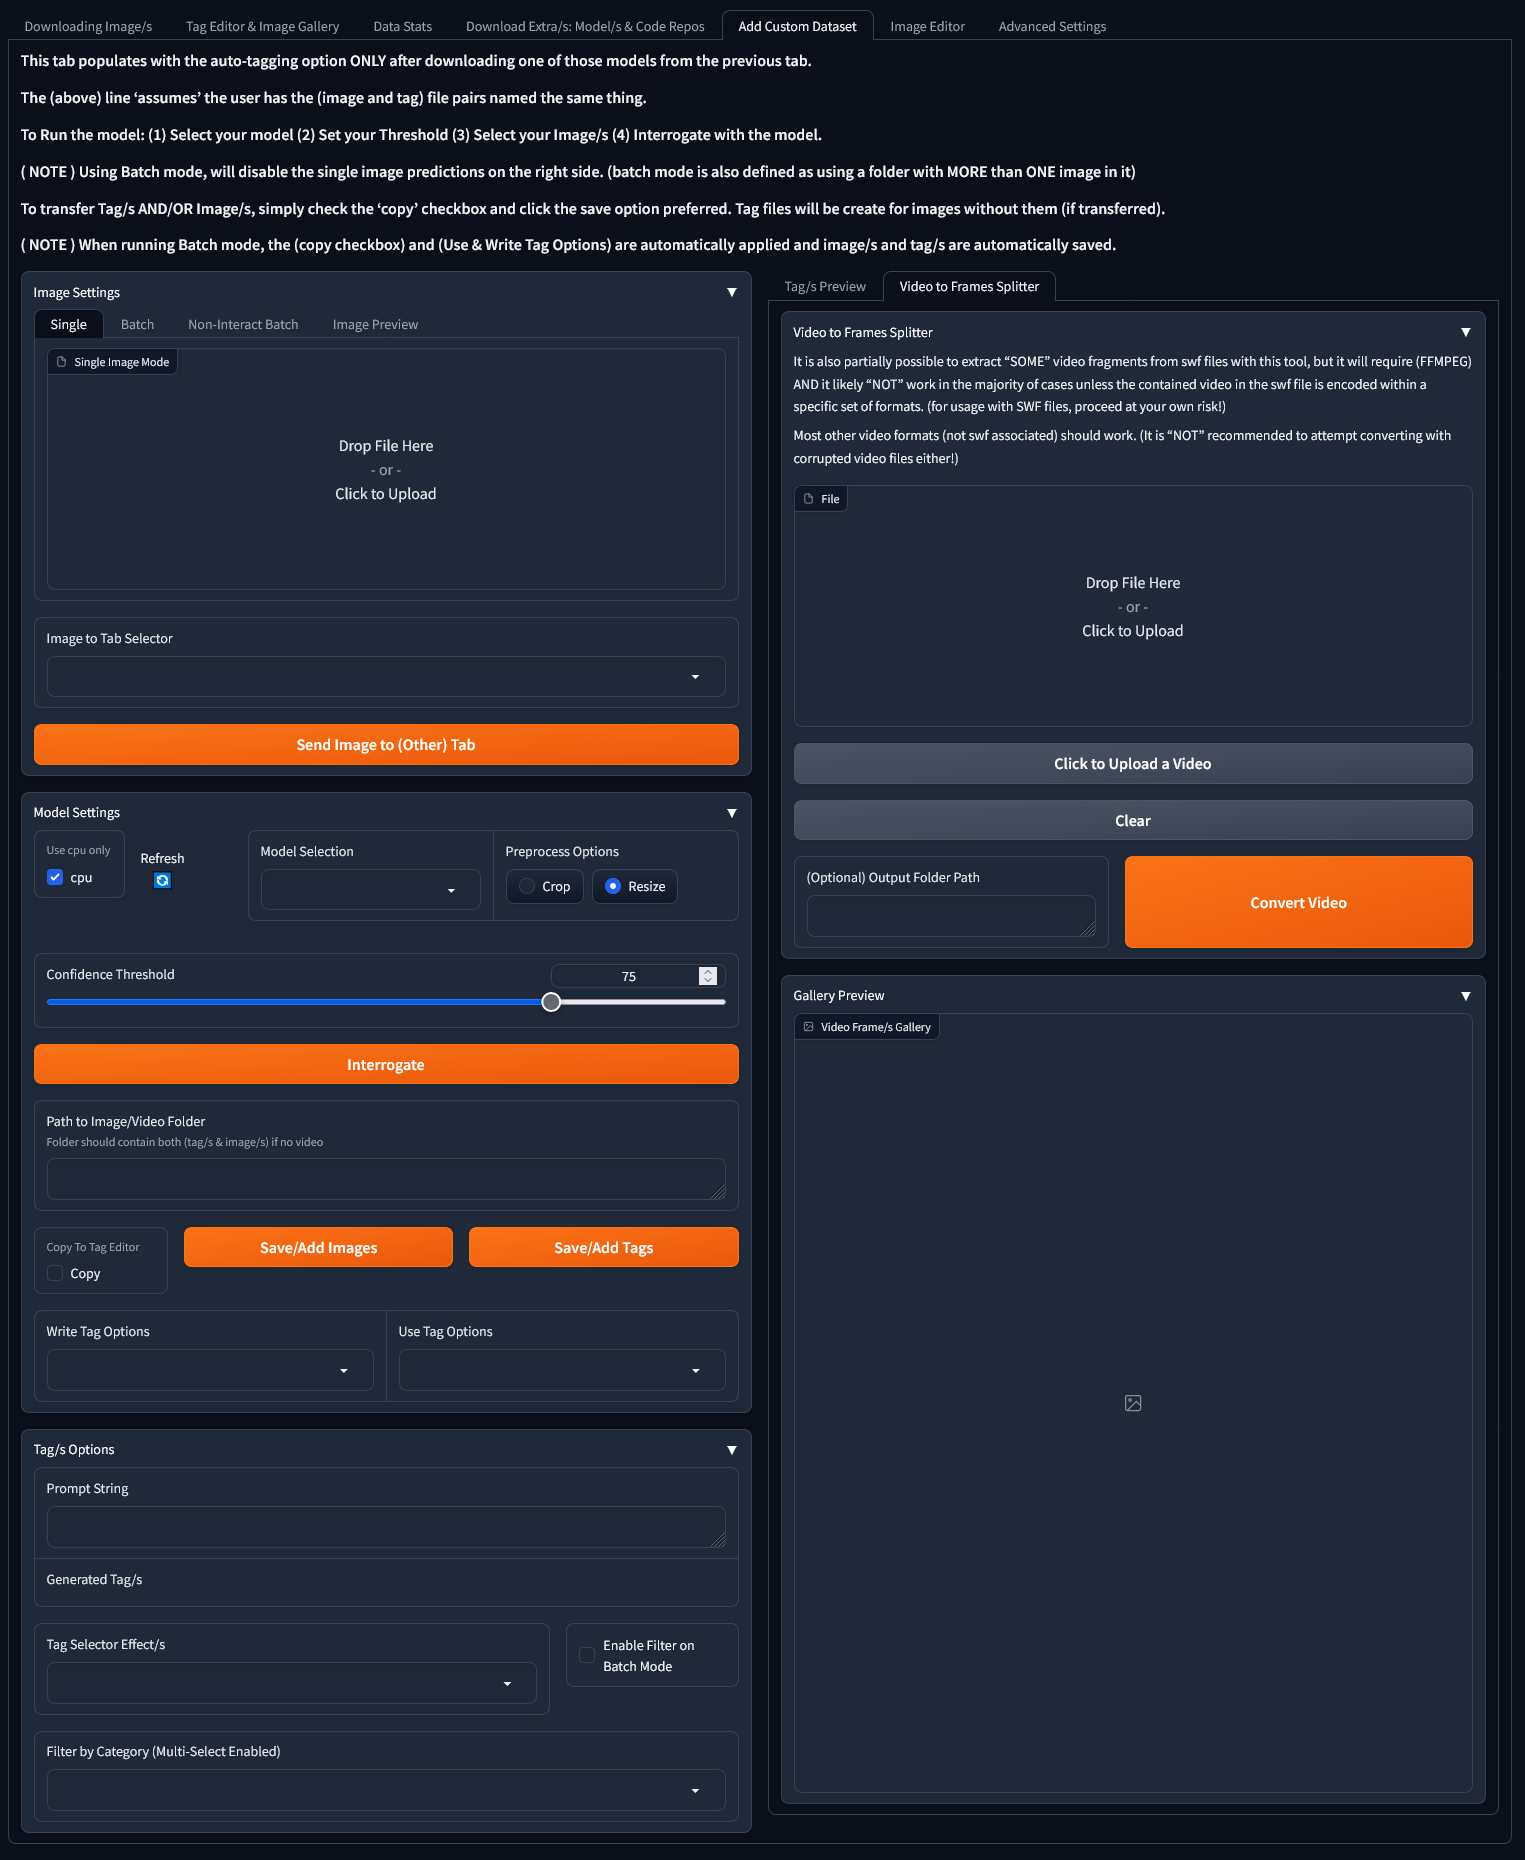 Downloading Image/s
Tag Editor & Image Gallery
Data Stats
Download Extra/s: Model/s & Code Repos
Add Custom Dataset
Image Editor
Advanced Settings
This tab populates with the auto-tagging option ONLY after downloading one of those models from the previous tab.
The (above) line ‘assumes’ the user has the (image and tag) file pairs named the same thing.
To Run the model: (1) Select your model (2) Set your Threshold (3) Select your Image/s (4) Interrogate with the model.
( NOTE ) Using Batch mode, will disable the single image predictions on the right side. (batch mode is also defined as using a folder with MORE than ONE image in it)
To transfer Tag/s AND/OR Image/s, simply check the ‘copy’ checkbox and click the save option preferred. Tag files will be create for images without them (if transferred).
( NOTE ) When running Batch mode, the (copy checkbox) and (Use & Write Tag Options) are automatically applied and image/s and tag/s are automatically saved.
Image Settings
Single
Batch
Non-Interact Batch
Image Preview
Single Image Mode
Drop File Here
- or -
Click to Upload
Image to Tab Selector
Send Image to (Other) Tab
Model Settings
Use cpu only
cpu
Refresh
Model Selection
Preprocess Options
Crop
Resize
Confidence Threshold
75
Interrogate
Path to Image/Video Folder
Folder should contain both (tag/s & image/s) if no video
Copy To Tag Editor
Copy
Save/Add Images
Save/Add Tags
Write Tag Options
Use Tag Options
Tag/s Options
Prompt String
Generated Tag/s
Tag Selector Effect/s
Enable Filter on
Batch Mode
Filter by Category (Multi-Select Enabled)
Tag/s Preview
Video to Frames Splitter
Video to Frames Splitter
It is also partially possible to extract “SOME” video fragments from swf files with this tool, but it will require (FFMPEG)
AND it likely “NOT” work in the majority of cases unless the contained video in the swf file is encoded within a
specific set of formats. (for usage with SWF files, proceed at your own risk!)
Most other video formats (not swf associated) should work. (It is “NOT” recommended to attempt converting with
corrupted video files either!)
File
Drop File Here
- or -
Click to Upload
Click to Upload a Video
Clear
(Optional) Output Folder Path
Convert Video
Gallery Preview
Video Frame/s Gallery